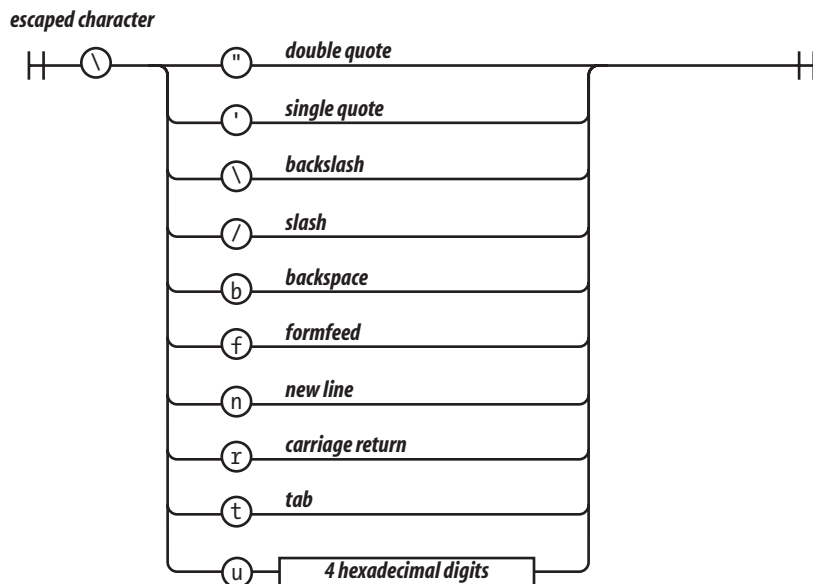 escaped character
\
" double quote
' single quote
\ backslash
/ slash
b backspace
f formfeed
n new line
r carriage return
t tab
u 4 hexadecimal digits